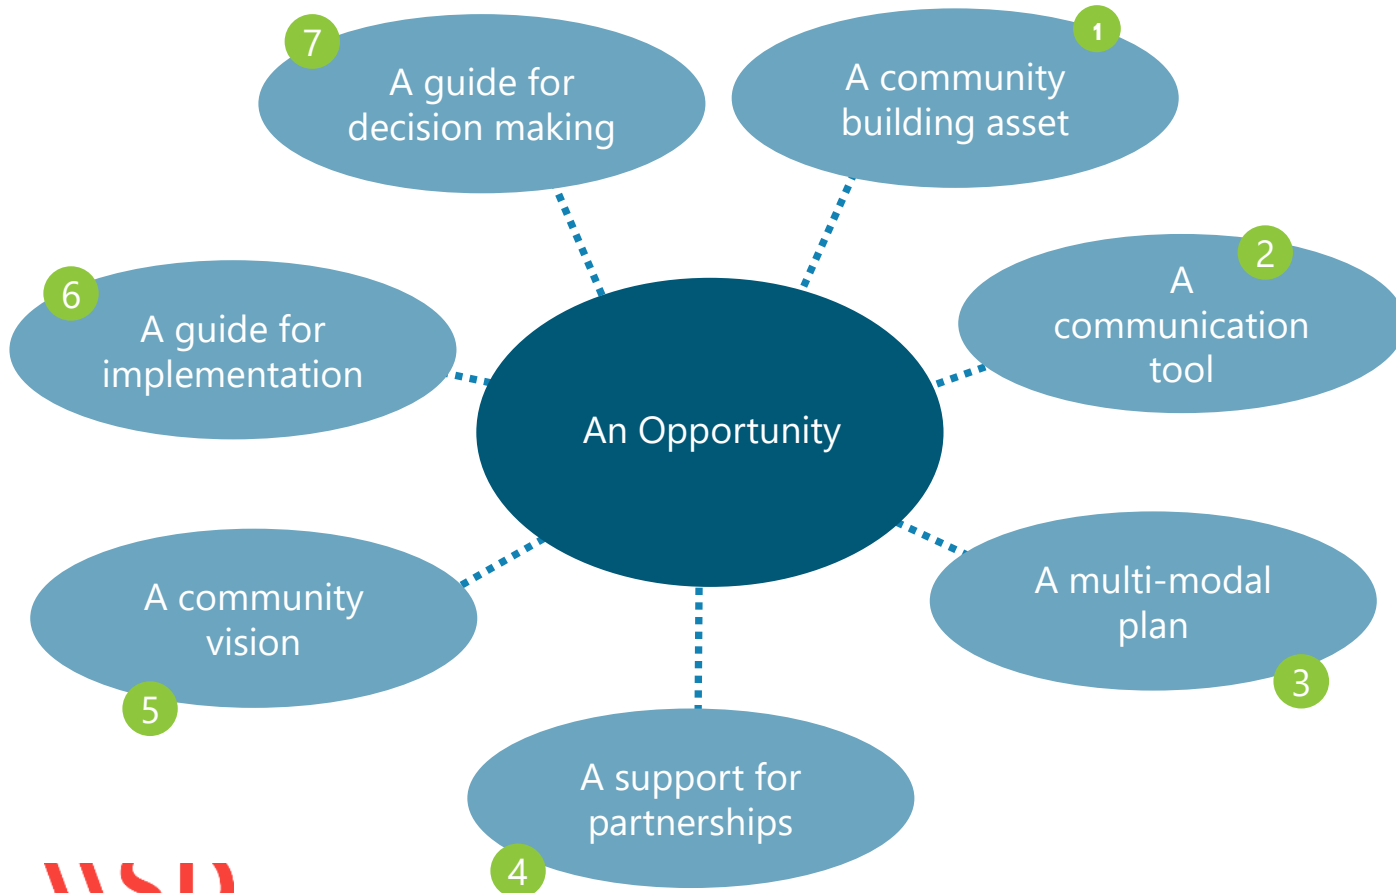 7
A guide for
decision making
1
A community
building asset
6
A guide for
implementation
2
A
communication
tool
An Opportunity
5
A community
vision
3
A multi-modal
plan
4
A support for
partnerships